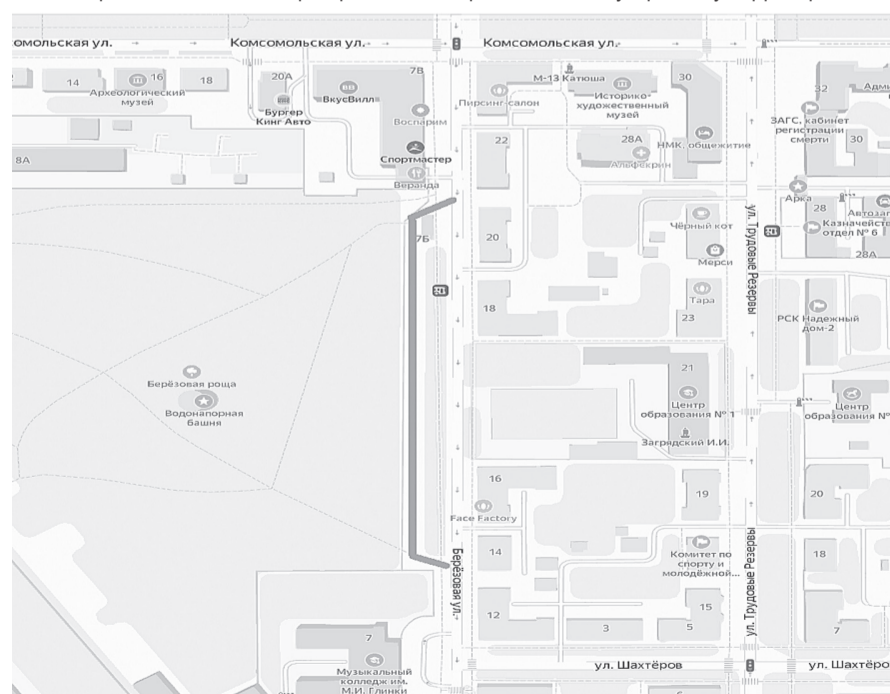 омсомольская ул.
Комсомольская ул.
Комсомольская ул.
14
16
18
Археологический
музей
20А
Бургер
Кинг Авто
ВкусВилл
7В
Воспарим
Спортмастер
Веранда
8А
М-13 Катюша
Пирсинг-салон
Историко-
художественный
музей
30
22
28А
Альфекрин
НМК, общежитие
32
ЗАГС, кабинет
регистрации
смерти
30
Арка
28
Казначейств
отдел № 6
28А
7Б
20
Чёрный кот
Мерси
ул. Трудовые Резервы
18
Тара
23
РСК Надежный
дом-2
Берёзовая роща
Водонапорная
башня
21
Центр
образования № 1
Загрядский И.И.
Центр
образования №
16
Face Factory
19
20
14
Берёзовая ул.
Комитет по
спорту и
молодёжной...
ул. Трудовые Резервы
18
12
3
5
15
7
7
Музыкальный
колледж им.
М.И. Глинки
ул. Шахтёров
ул. Шахтёро